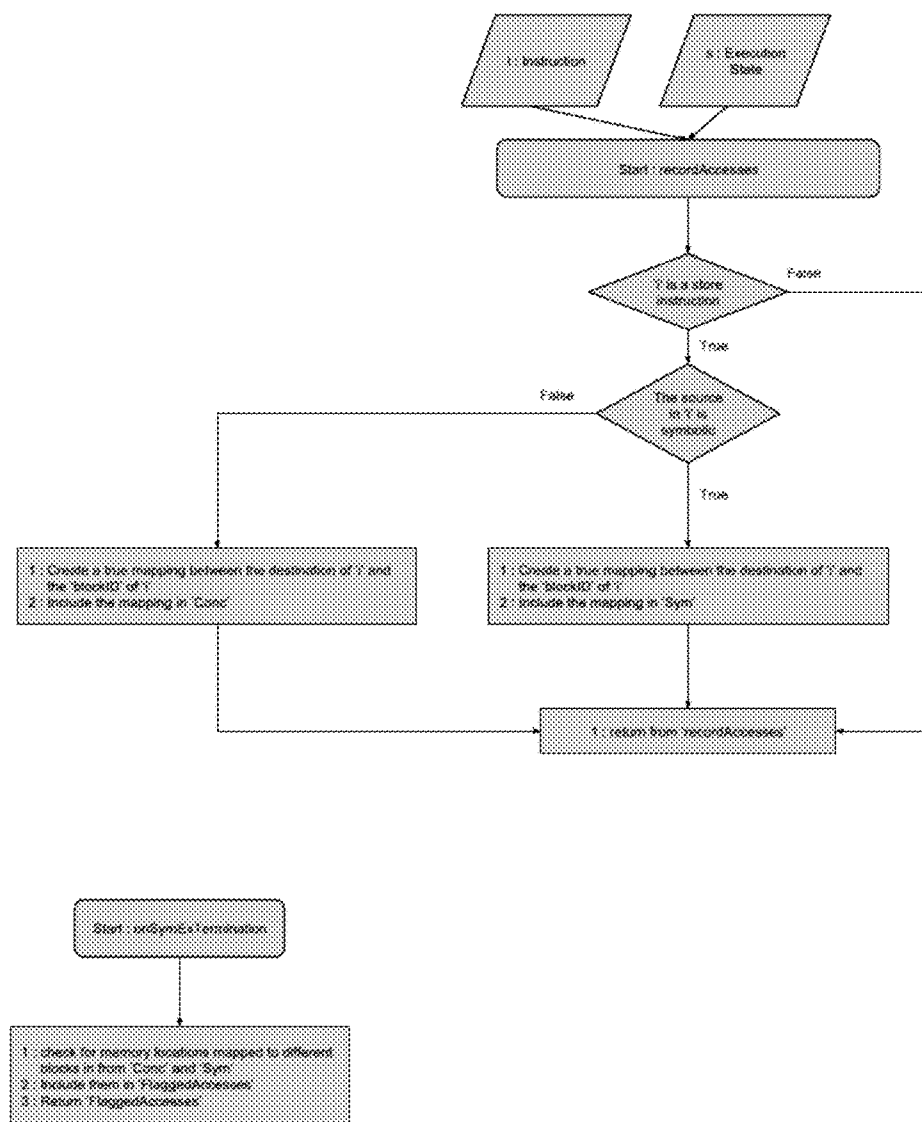 i : Instruction
s : Execution
State
Start : recordAccesses
'i' is a store
instruction
False
True
The source
in 'i' is
symbolic
False
True
1 : Create a true mapping between the destination of 'i' and
the 'blockID' of 'i'
2 : Include the mapping in 'Conc'
1 : Create a true mapping between the destination of 'i' and
the 'blockID' of 'i'
2 : Include the mapping in 'Sym'
1 : return from 'recordAccesses'
Start : onSymExTermination
1 : check for memory locations mapped to different
blocks in from 'Conc' and 'Sym'
2 : Include them in 'FlaggedAccesses'
3 : Return 'FlaggedAccesses'